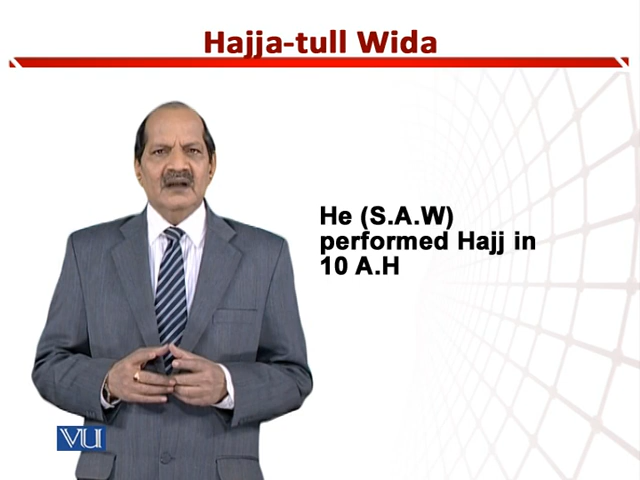 Hajja-tull Wida
He (S.A.W)
performed Hajj in
10 A.H
VU